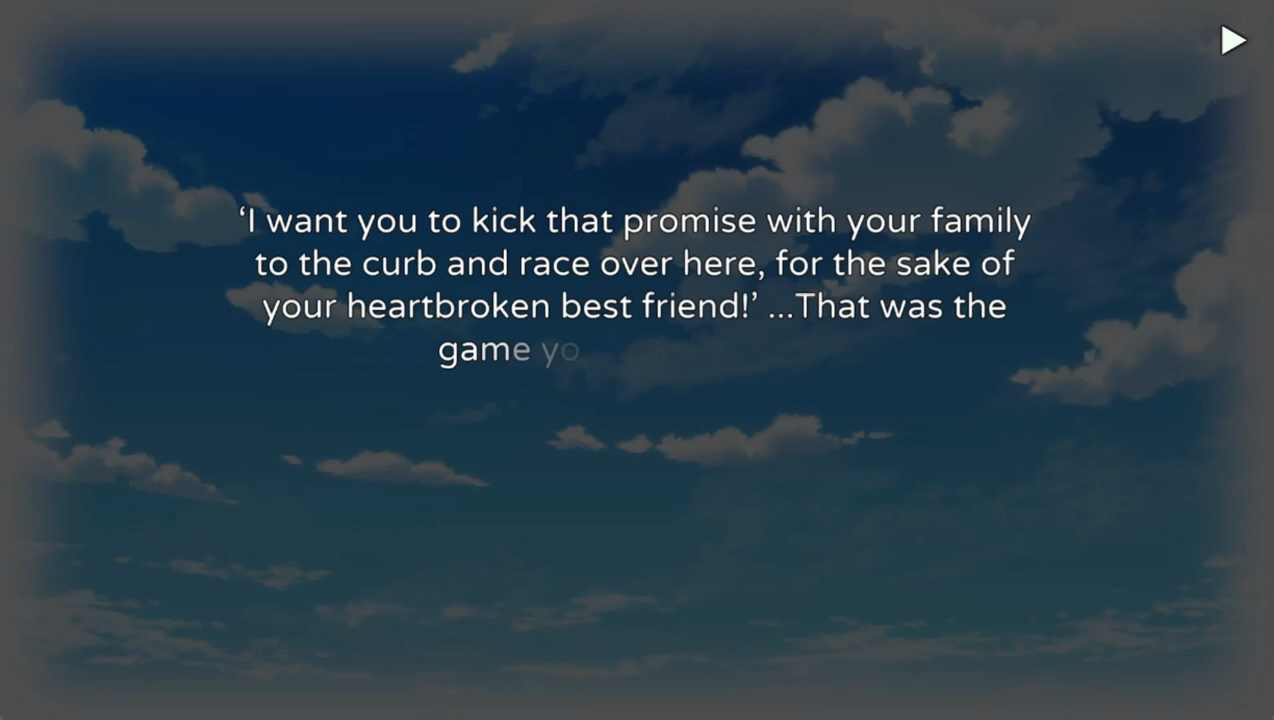 ‘I want you to kick that promise with your family
to the curb and race over here, for the sake of
your heartbroken best friend!’ ...That was the
game yo